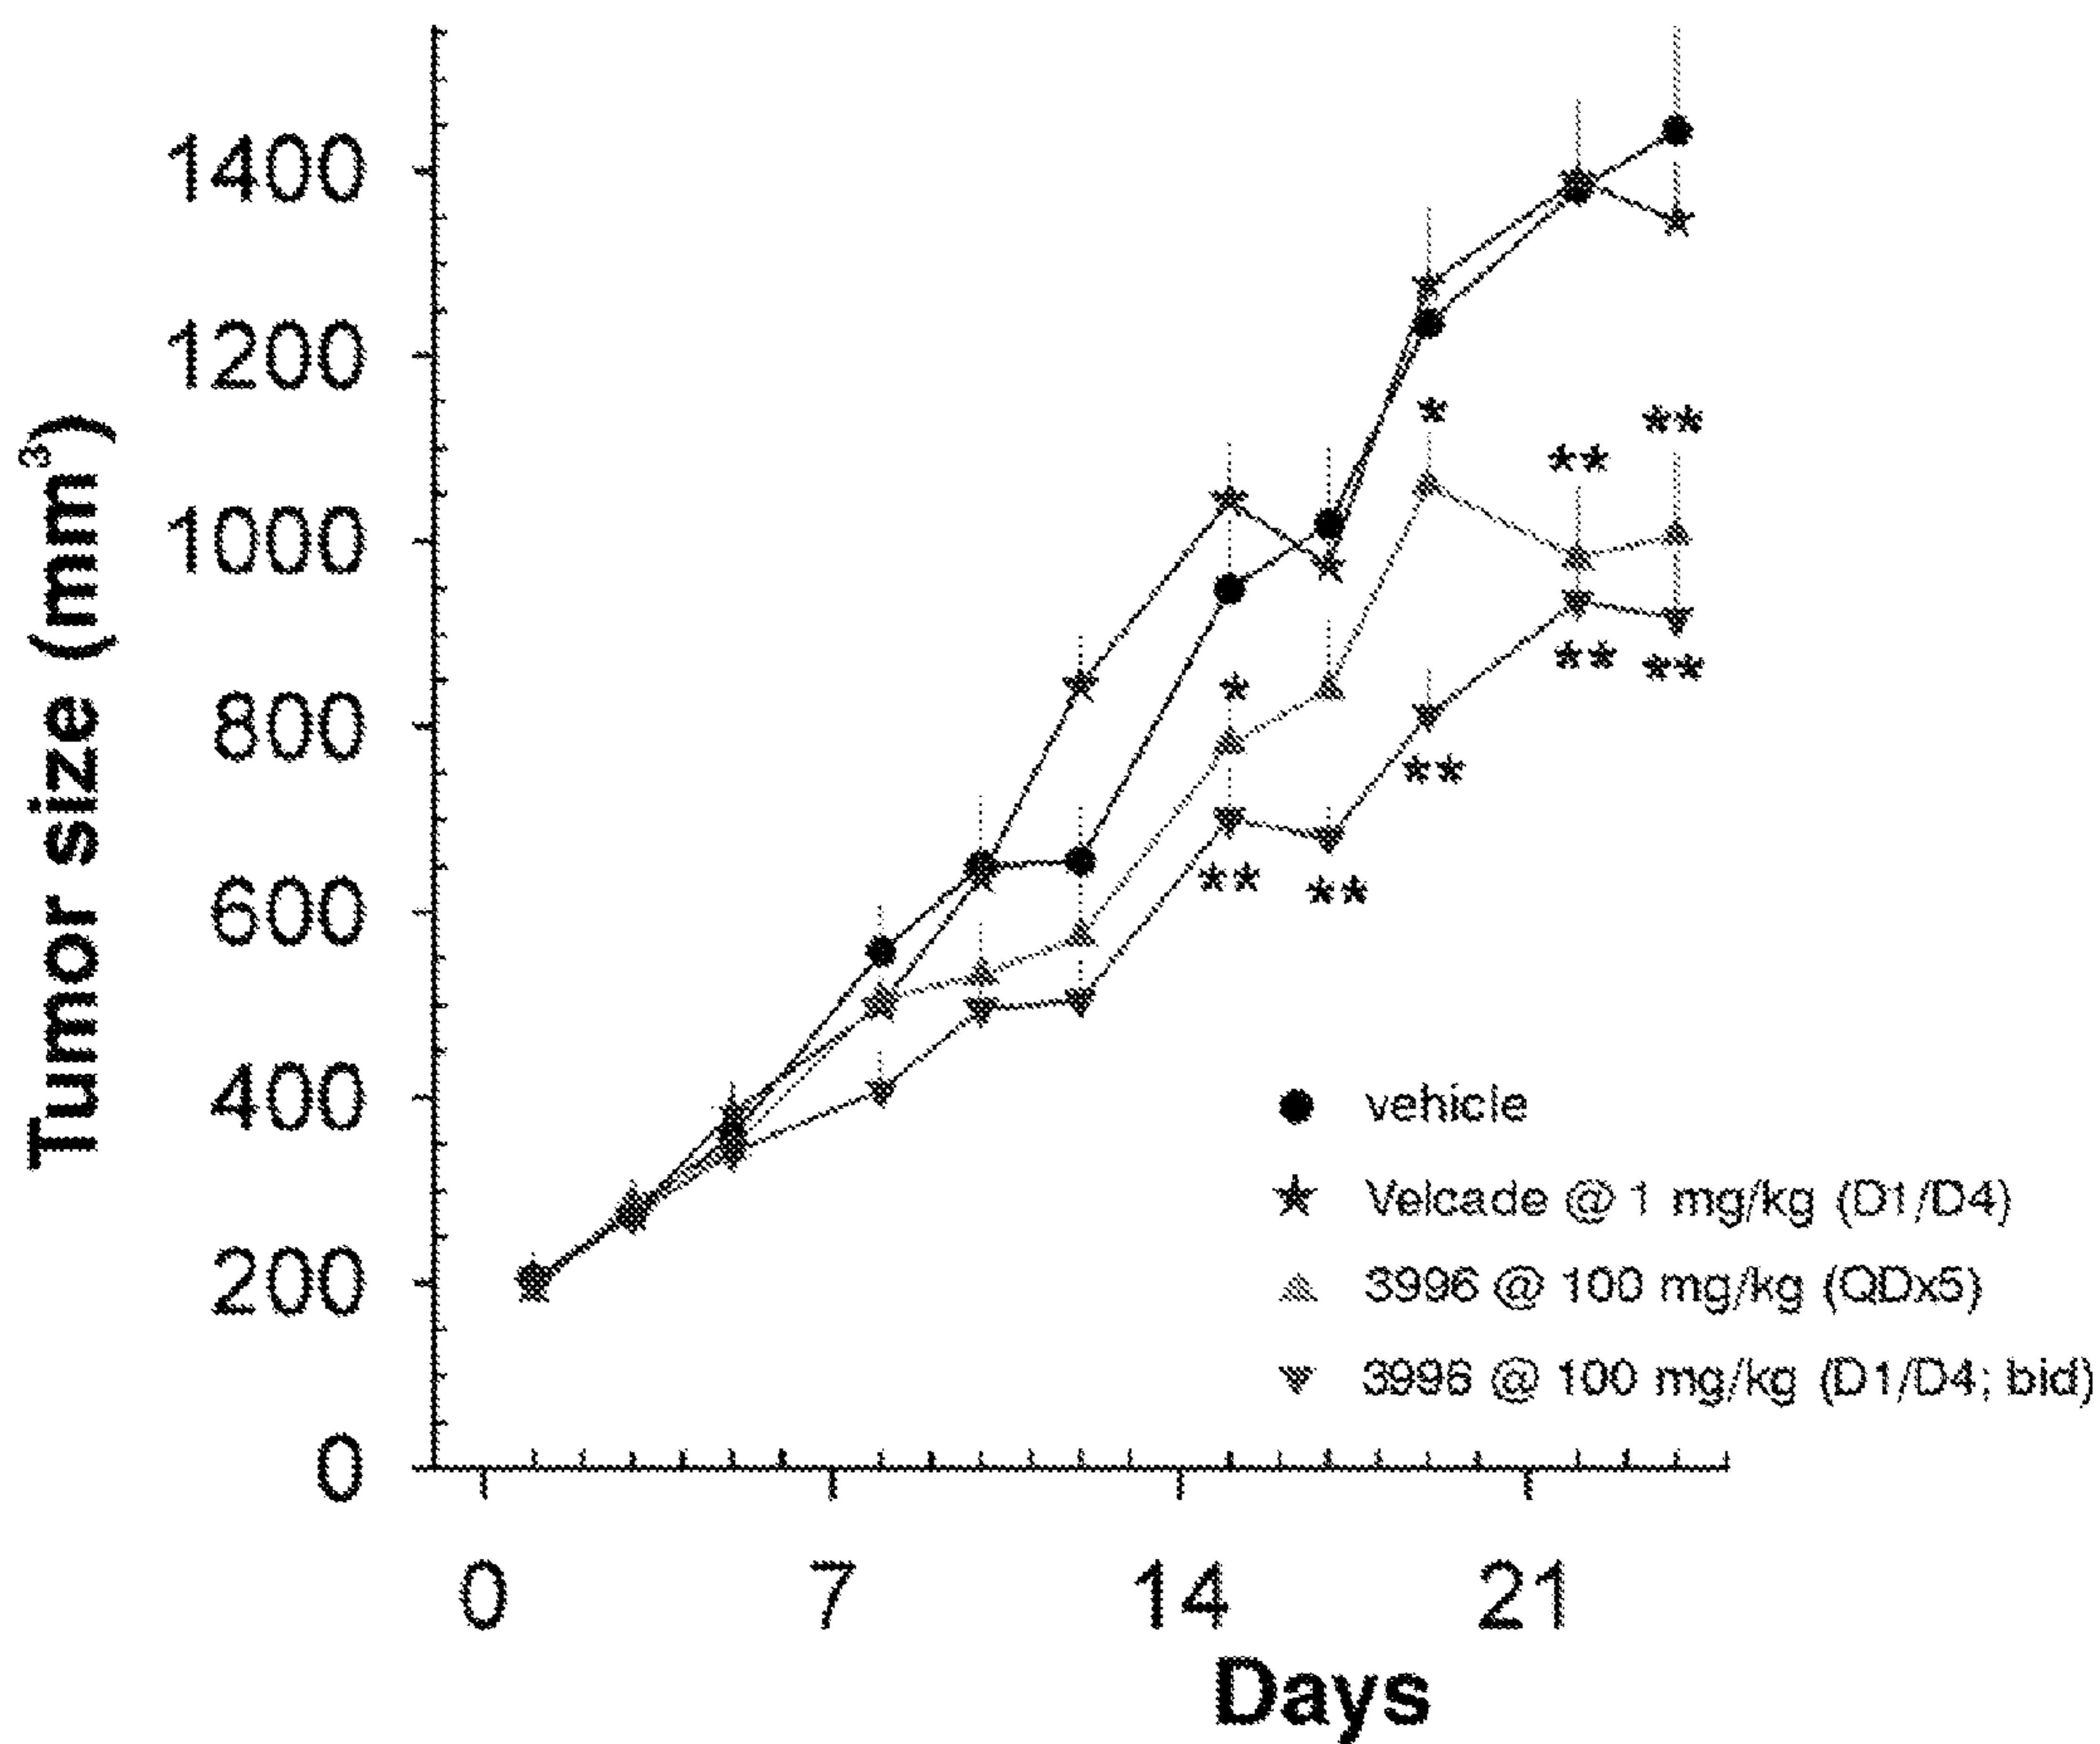 Tumor size (mm³)
1400
1200
1000
800
600
400
200
0
*
**
**
*
**
**
**
**
**
vehicle
Velcade @ 1 mg/kg (D1/D4)
3996 @ 100 mg/kg (QDx5)
3996 @ 100 mg/kg (D1/D4; bid)
0 7 14 21
Days